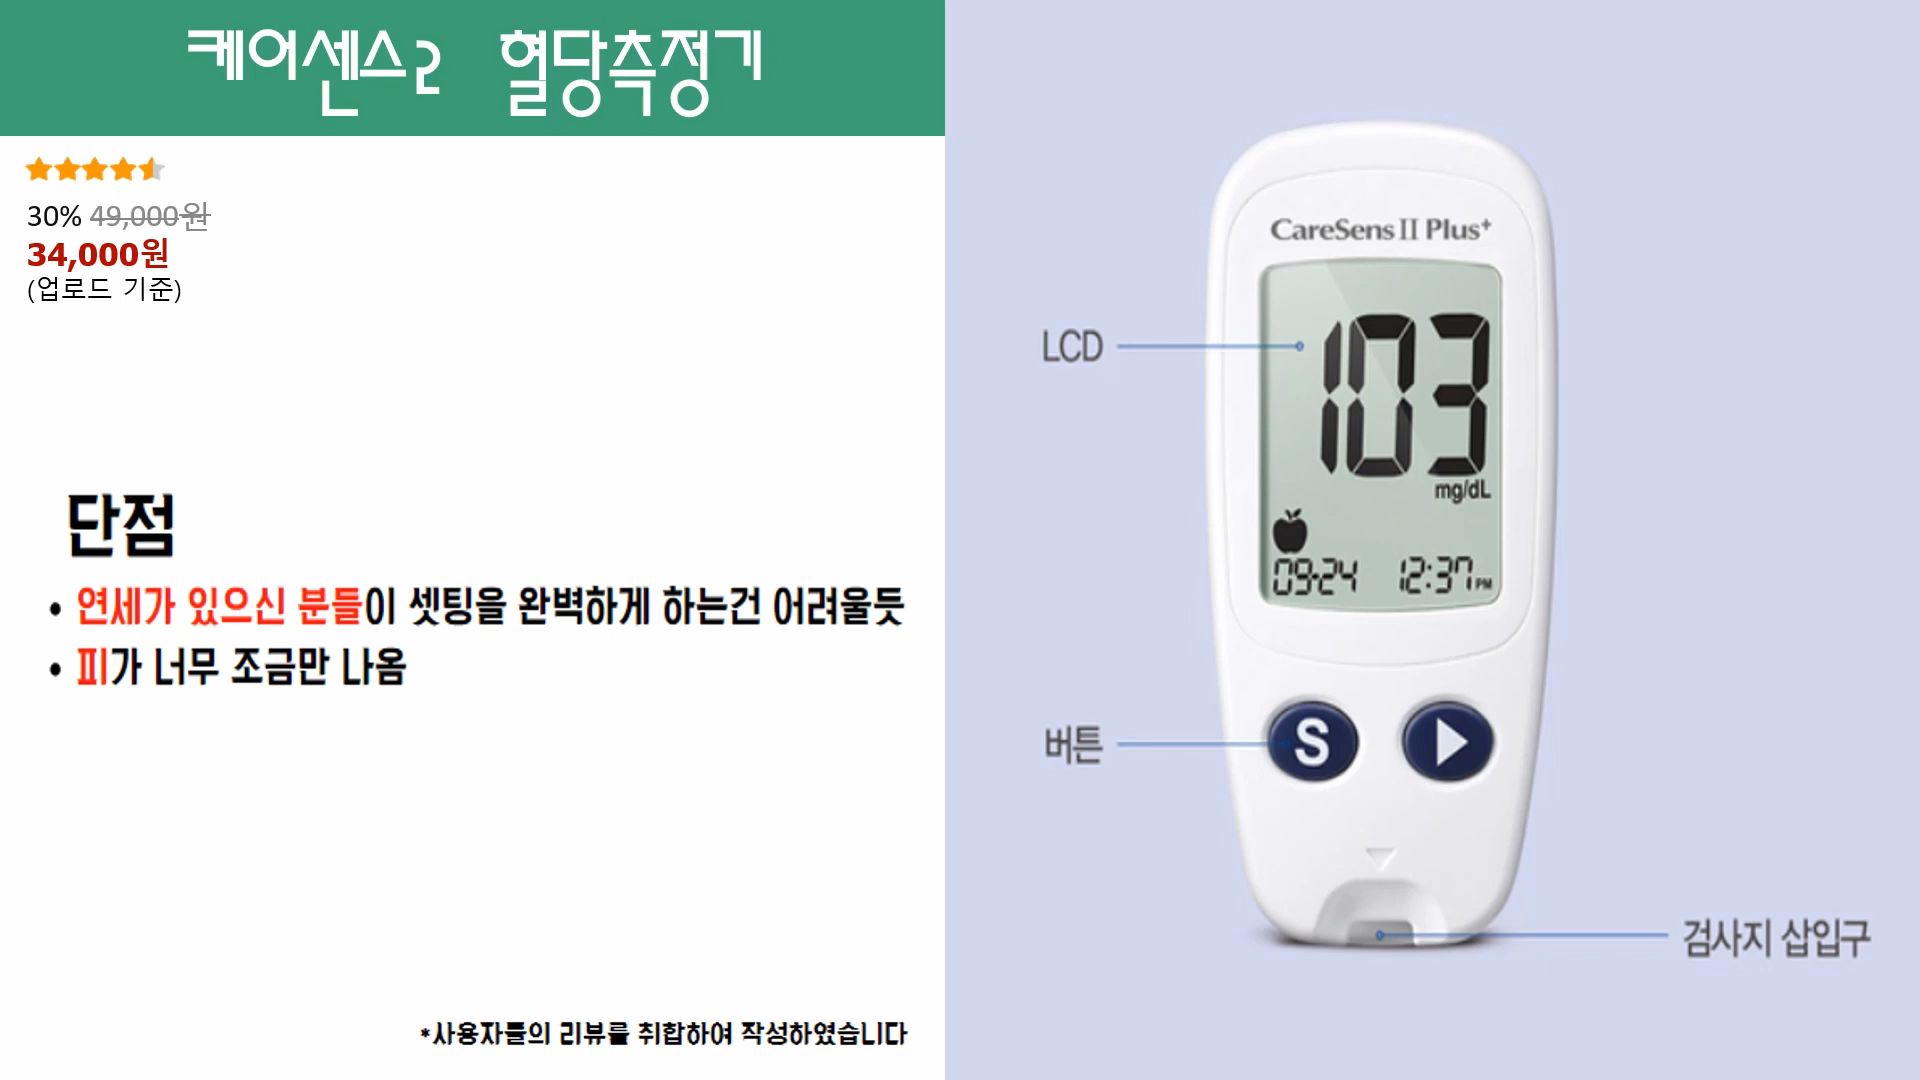 케어센스2 혈당측정기
30% 49,000원
34,000원
(업로드 기준)
단점
• 연세가 있으신 분들이 셋팅을 완벽하게 하는건 어려울듯
• 피가 너무 조금만 나옴
*사용자들의 리뷰를 취합하여 작성하였습니다
CareSens II Plus+
LCD
103
mg/dL
09-24 12:37 PM
버튼
S
검사지 삽입구